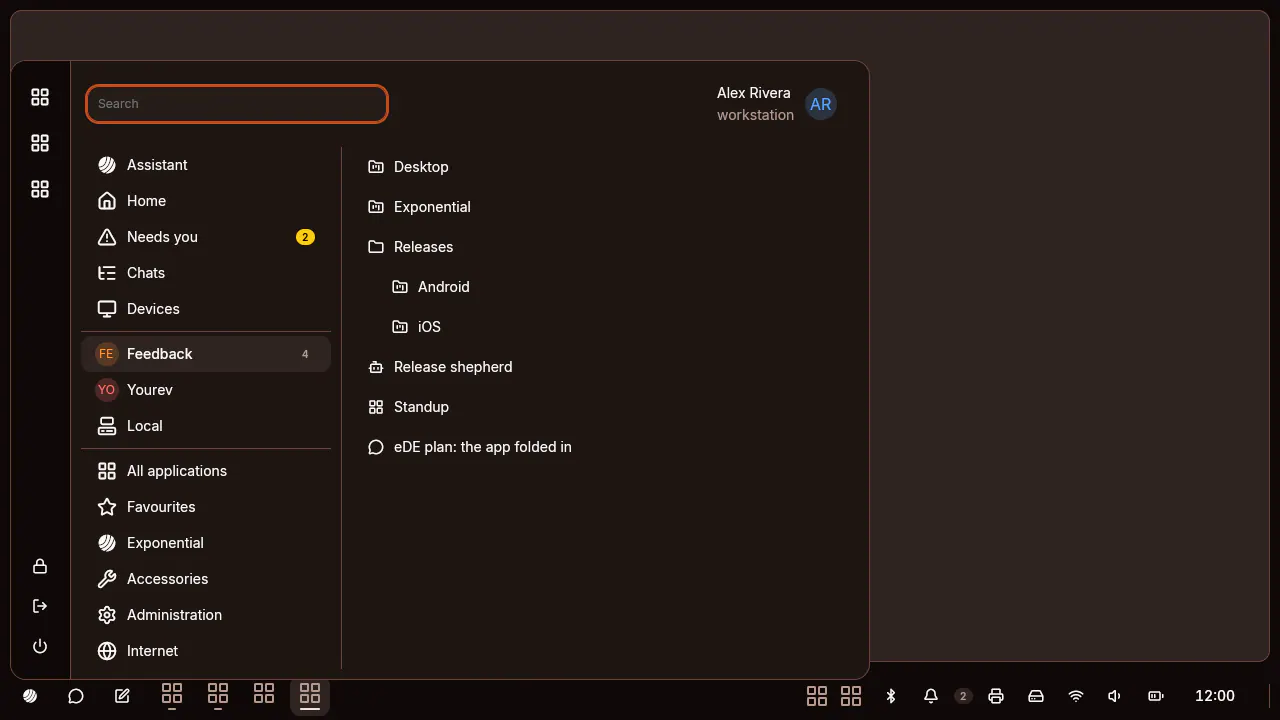 Search
Alex Rivera
workstation
AR
Assistant
Home
Needs you 2
Chats
Devices
FE Feedback 4
YO Yourev
Local
All applications
Favourites
Exponential
Accessories
Administration
Internet
Desktop
Exponential
Releases
Android
iOS
Release shepherd
Standup
eDE plan: the app folded in
2
12:00